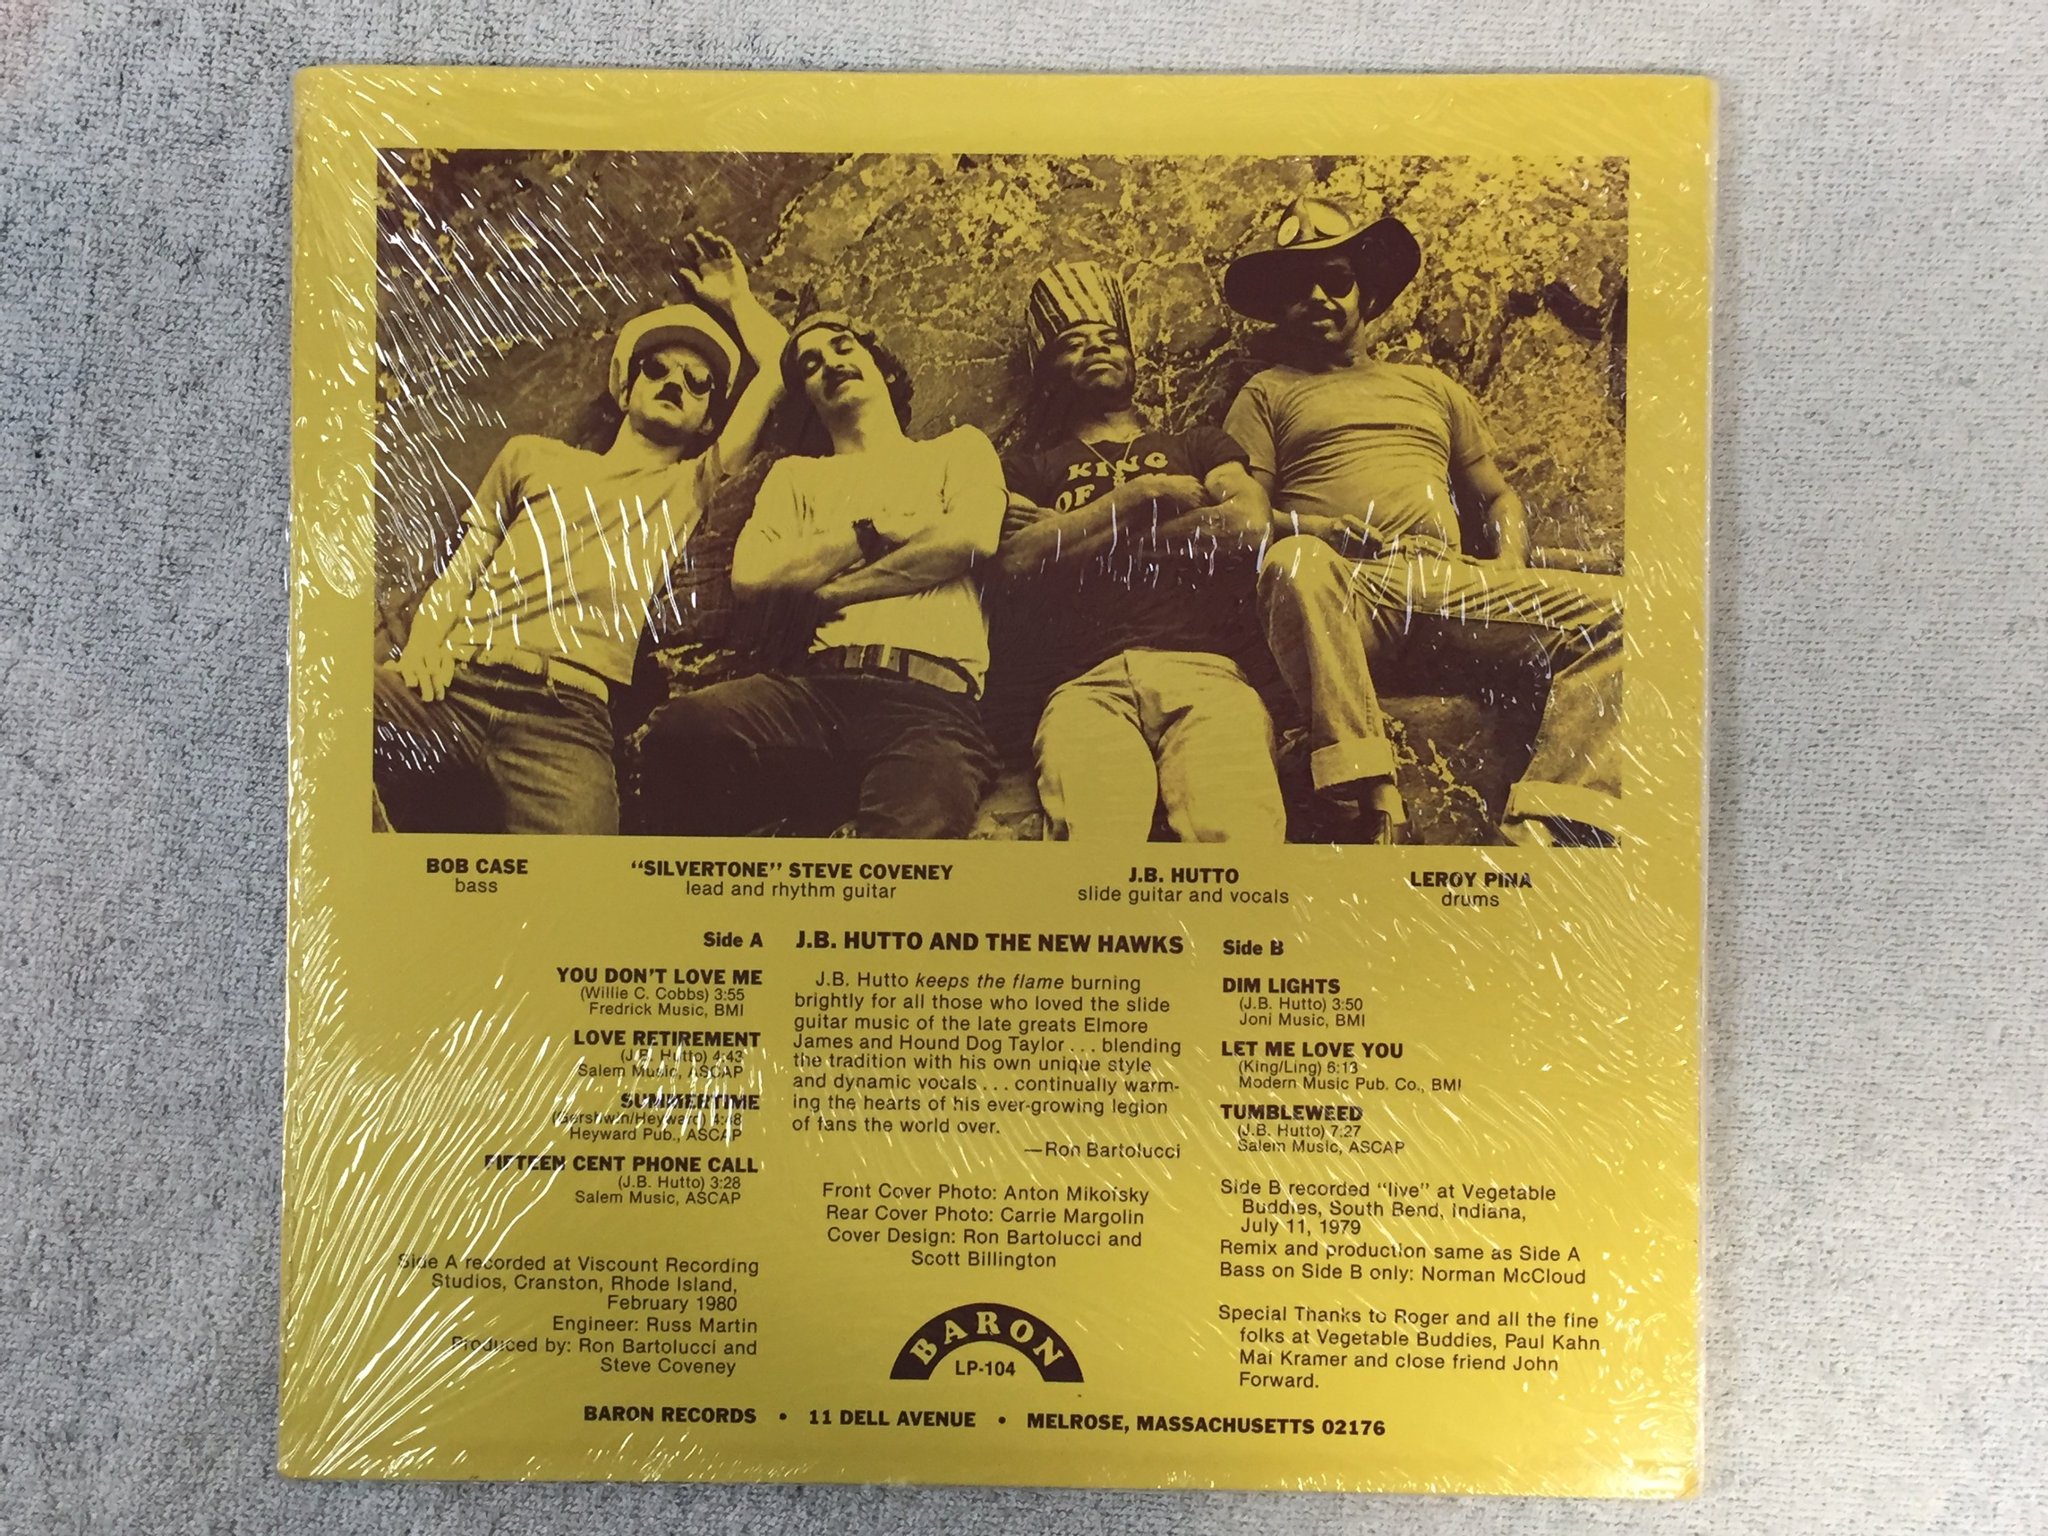 KING
OF
BOB CASE
bass
"SILVERTONE" STEVE COVENEY
lead and rhythm guitar
J.B. HUTTO
slide guitar and vocals
LEROY PINA
drums
Side A
YOU DON'T LOVE ME
(Willie C. Cobbs) 3:55
Fredrick Music, BMI
LOVE RETIREMENT
(J.B. Hutto) 4:43
Salem Music, ASCAP
SUMMERTIME
(Gershwin/Heyward) 4:48
Heyward Pub., ASCAP
FIFTEEN CENT PHONE CALL
(J.B. Hutto) 3:28
Salem Music, ASCAP
Side A recorded at Viscount Recording
Studios, Cranston, Rhode Island,
February 1980
Engineer: Russ Martin
Produced by: Ron Bartolucci and
Steve Coveney
J.B. HUTTO AND THE NEW HAWKS
J.B. Hutto keeps the flame burning
brightly for all those who loved the slide
guitar music of the late greats Elmore
James and Hound Dog Taylor . . . blending
the tradition with his own unique style
and dynamic vocals . . . continually warm-
ing the hearts of his ever-growing legion
of fans the world over.
—Ron Bartolucci
Front Cover Photo: Anton Mikofsky
Rear Cover Photo: Carrie Margolin
Cover Design: Ron Bartolucci and
Scott Billington
BARON
LP-104
Side B
DIM LIGHTS
(J.B. Hutto) 3:50
Joni Music, BMI
LET ME LOVE YOU
(King/Ling) 6:13
Modern Music Pub. Co., BMI
TUMBLEWEED
(J.B. Hutto) 7:27
Salem Music, ASCAP
Side B recorded "live" at Vegetable
Buddies, South Bend, Indiana,
July 11, 1979
Remix and production same as Side A
Bass on Side B only: Norman McCloud
Special Thanks to Roger and all the fine
folks at Vegetable Buddies, Paul Kahn,
Mai Kramer and close friend John
Forward.
BARON RECORDS • 11 DELL AVENUE • MELROSE, MASSACHUSETTS 02176